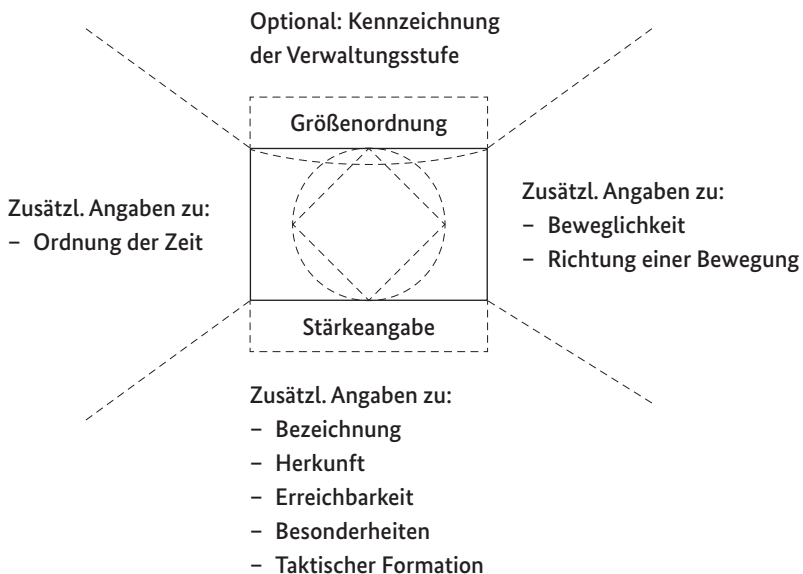 Optional: Kennzeichnung
der Verwaltungsstufe
Größenordnung
Zusätzl. Angaben zu:
– Ordnung der Zeit
Zusätzl. Angaben zu:
– Beweglichkeit
– Richtung einer Bewegung
Stärkeangabe
Zusätzl. Angaben zu:
– Bezeichnung
– Herkunft
– Erreichbarkeit
– Besonderheiten
– Taktischer Formation